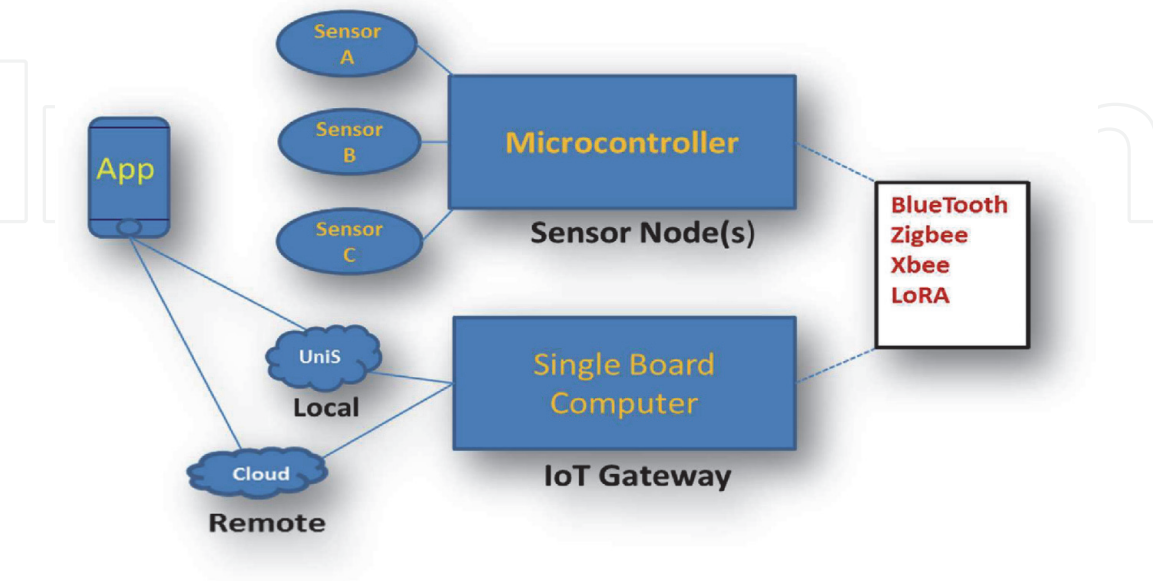 Sensor
A
Sensor
B
Sensor
C
Microcontroller
Sensor Node(s)
App
BlueTooth
Zigbee
Xbee
LoRA
UniS
Local
Single Board
Computer
IoT Gateway
Cloud
Remote